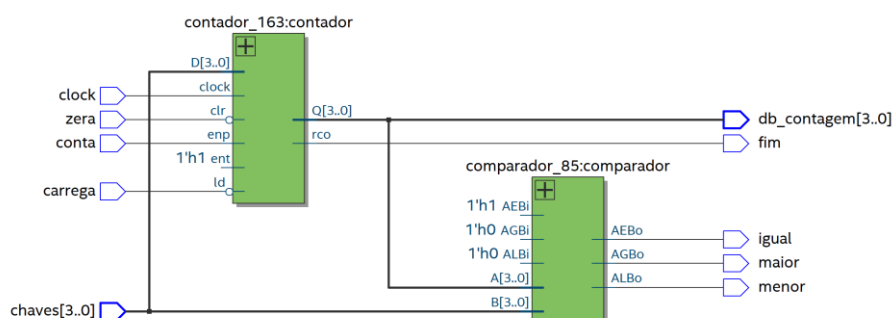 contador_163:contador
D[3..0]
clock
clock
clr
zera
Q[3..0]
db_contagem[3..0]
enp
conta
rco
fim
1'h1 ent
ld
carrega
comparador_85:comparador
1'h1 AEBi
1'h0 AGBi
AEBo
igual
1'h0 ALBi
AGBo
maior
A[3..0]
ALBo
menor
B[3..0]
chaves[3..0]